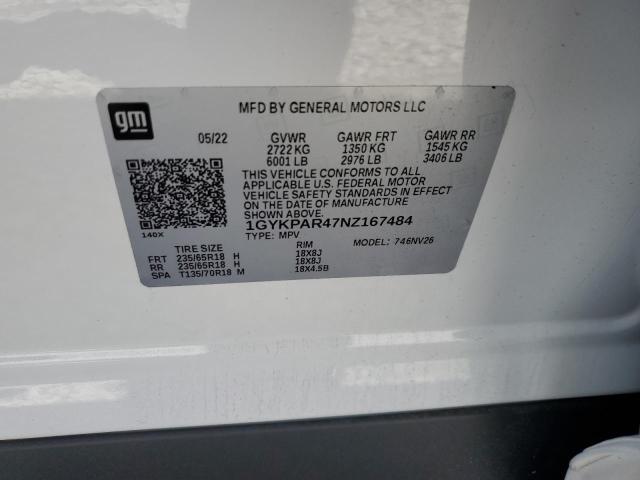 gm
MFD BY GENERAL MOTORS LLC
05/22 GVWR GAWR FRT GAWR RR
2722 KG 1350 KG 1545 KG
6001 LB 2976 LB 3406 LB
THIS VEHICLE CONFORMS TO ALL
APPLICABLE U.S. FEDERAL MOTOR
VEHICLE SAFETY STANDARDS IN EFFECT
ON THE DATE OF MANUFACTURE
SHOWN ABOVE.
1GYKPAR47NZ167484
140X
TYPE: MPV MODEL: 746NV26
TIRE SIZE RIM
FRT 235/65R18 H 18X8J
RR 235/65R18 H 18X8J
SPA T135/70R18 M 18X4.5B